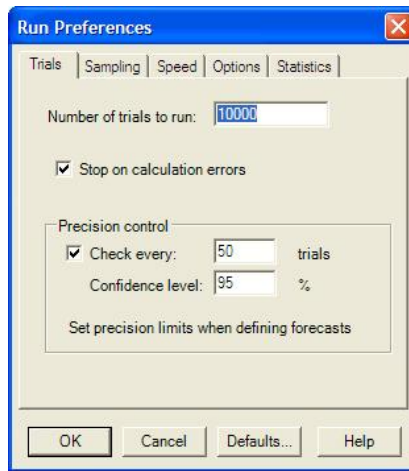 Run Preferences
Trials Sampling Speed Options Statistics
Number of trials to run: 10000
Stop on calculation errors
Precision control
Check every: 50 trials
Confidence level: 95 %
Set precision limits when defining forecasts
OK Cancel Defaults... Help